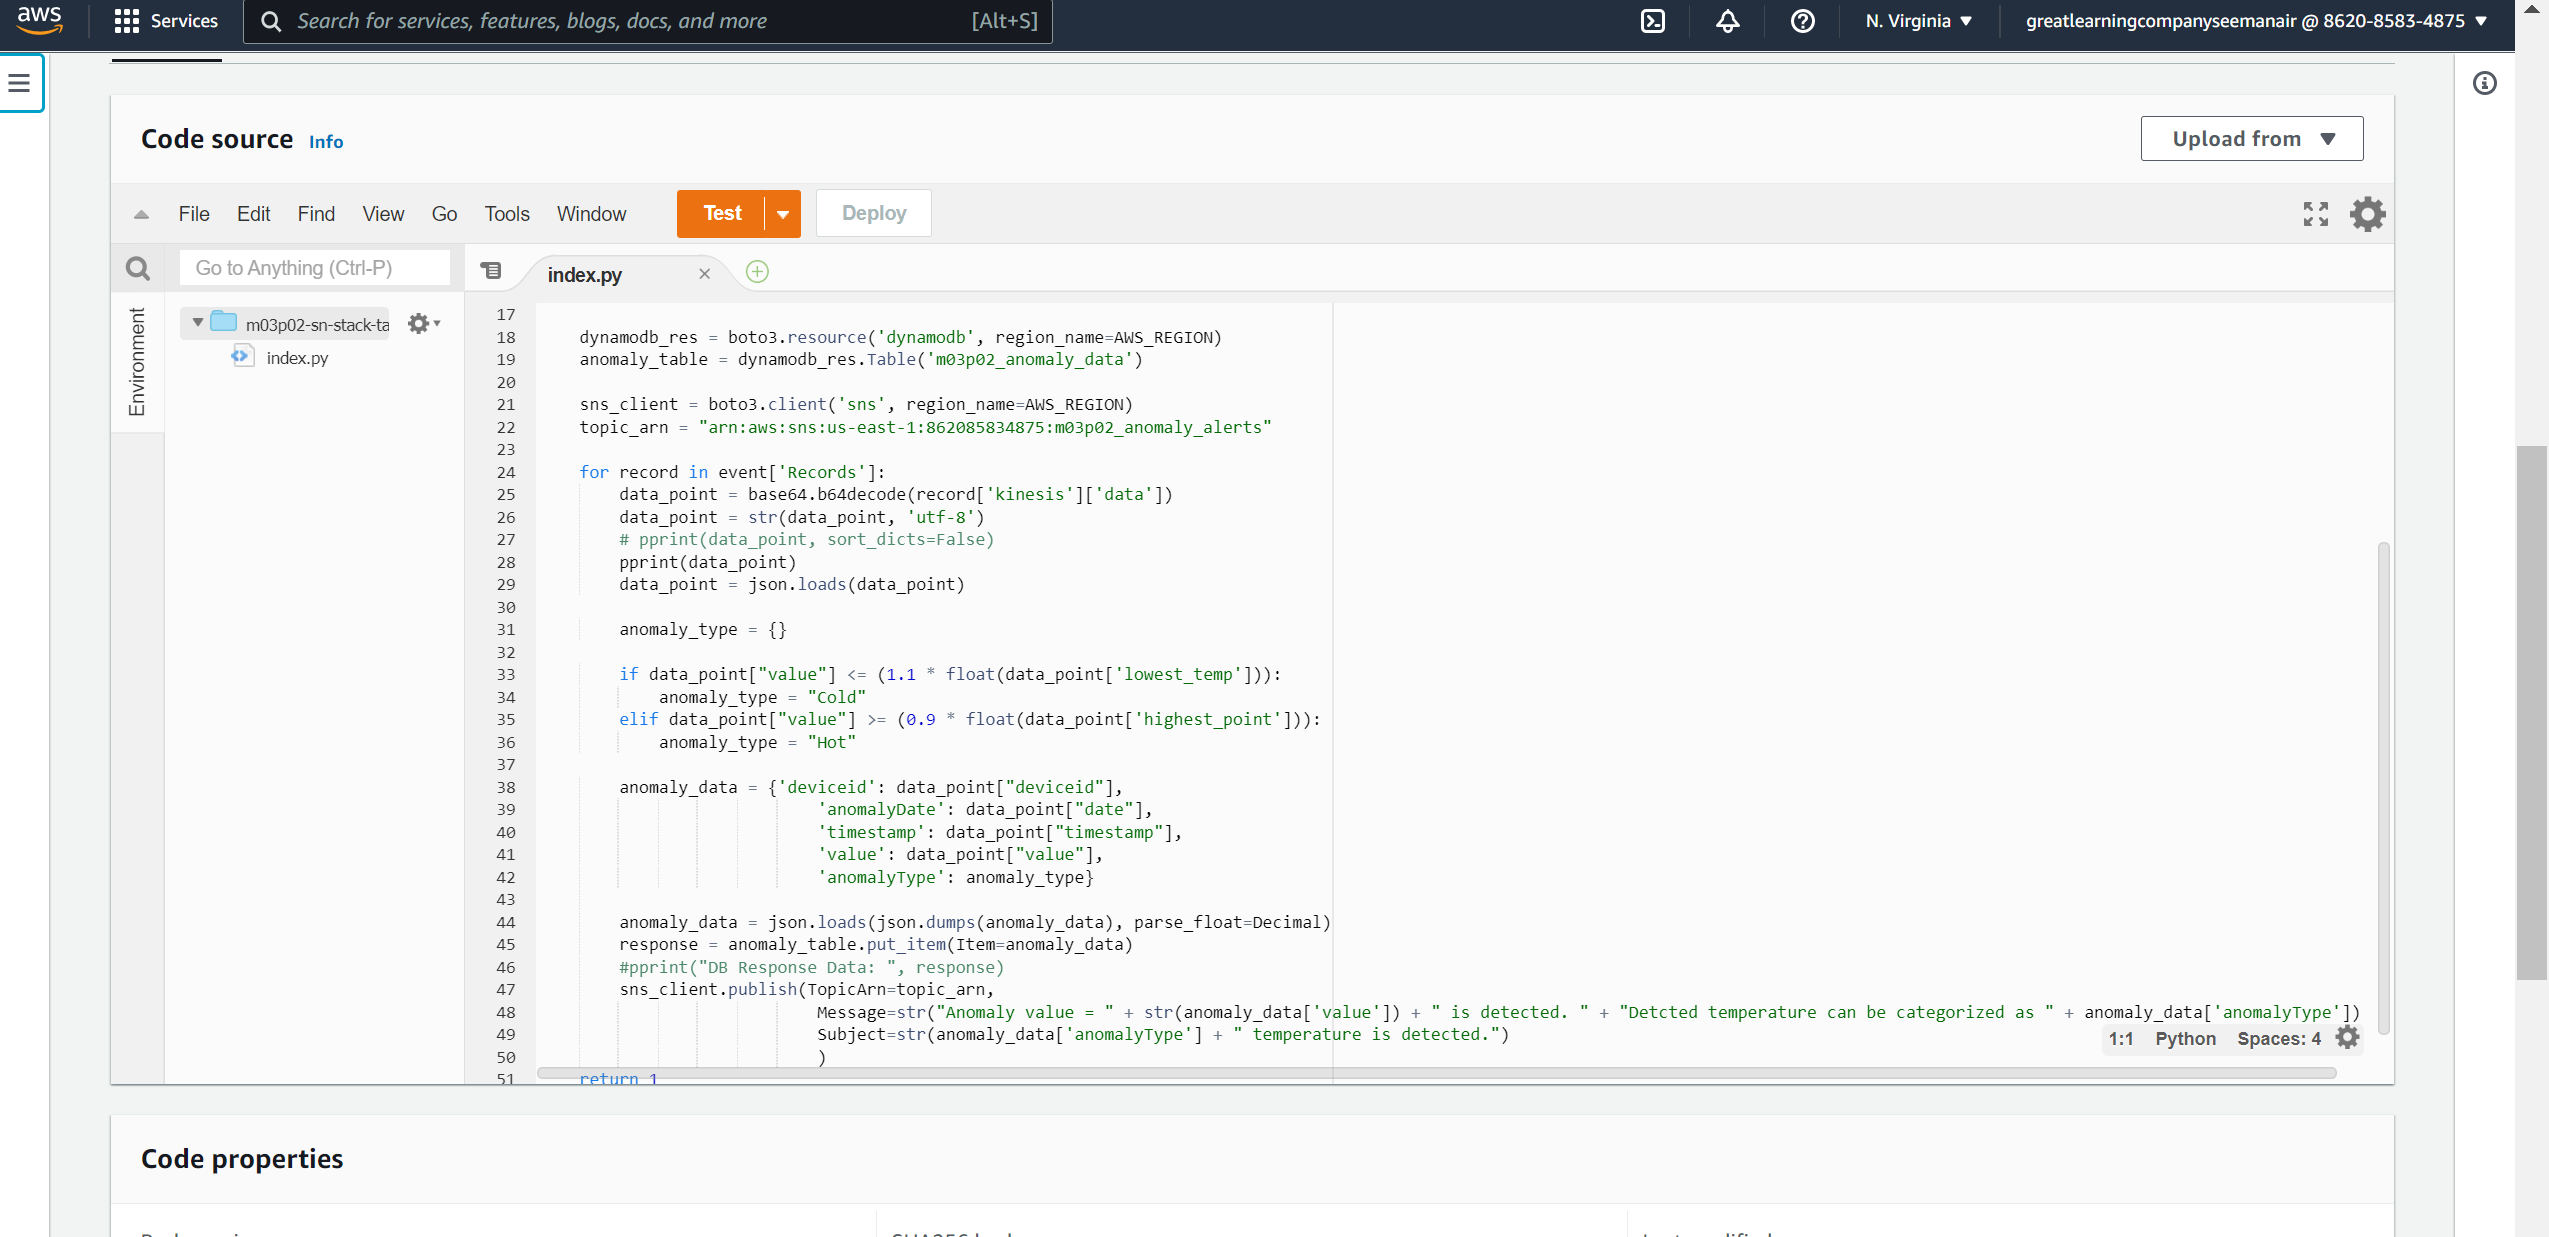 aws Services Search for services, features, blogs, docs, and more [Alt+S] N. Virginia greatlearningcompanyseemanair @ 8620-8583-4875
Code source Info
Upload from
File Edit Find View Go Tools Window Test Deploy
Go to Anything (Ctrl-P)
index.py
Environment
m03p02-sn-stack-ta
index.py
17
18 dynamodb_res = boto3.resource('dynamodb', region_name=AWS_REGION)
19 anomaly_table = dynamodb_res.Table('m03p02_anomaly_data')
20
21 sns_client = boto3.client('sns', region_name=AWS_REGION)
22 topic_arn = "arn:aws:sns:us-east-1:862085834875:m03p02_anomaly_alerts"
23
24 for record in event['Records']:
25 data_point = base64.b64decode(record['kinesis']['data'])
26 data_point = str(data_point, 'utf-8')
27 # pprint(data_point, sort_dicts=False)
28 pprint(data_point)
29 data_point = json.loads(data_point)
30
31 anomaly_type = {}
32
33 if data_point["value"] <= (1.1 * float(data_point['lowest_temp'])):
34 anomaly_type = "Cold"
35 elif data_point["value"] >= (0.9 * float(data_point['highest_point'])):
36 anomaly_type = "Hot"
37
38 anomaly_data = {'deviceid': data_point["deviceid"],
39 'anomalyDate': data_point["date"],
40 'timestamp': data_point["timestamp"],
41 'value': data_point["value"],
42 'anomalyType': anomaly_type}
43
44 anomaly_data = json.loads(json.dumps(anomaly_data), parse_float=Decimal)
45 response = anomaly_table.put_item(Item=anomaly_data)
46 #pprint("DB Response Data: ", response)
47 sns_client.publish(TopicArn=topic_arn,
48 Message=str("Anomaly value = " + str(anomaly_data['value']) + " is detected. " + "Detcted temperature can be categorized as " + anomaly_data['anomalyType'])
49 Subject=str(anomaly_data['anomalyType'] + " temperature is detected.")
50 )
51 return 1
1:1 Python Spaces: 4
Code properties